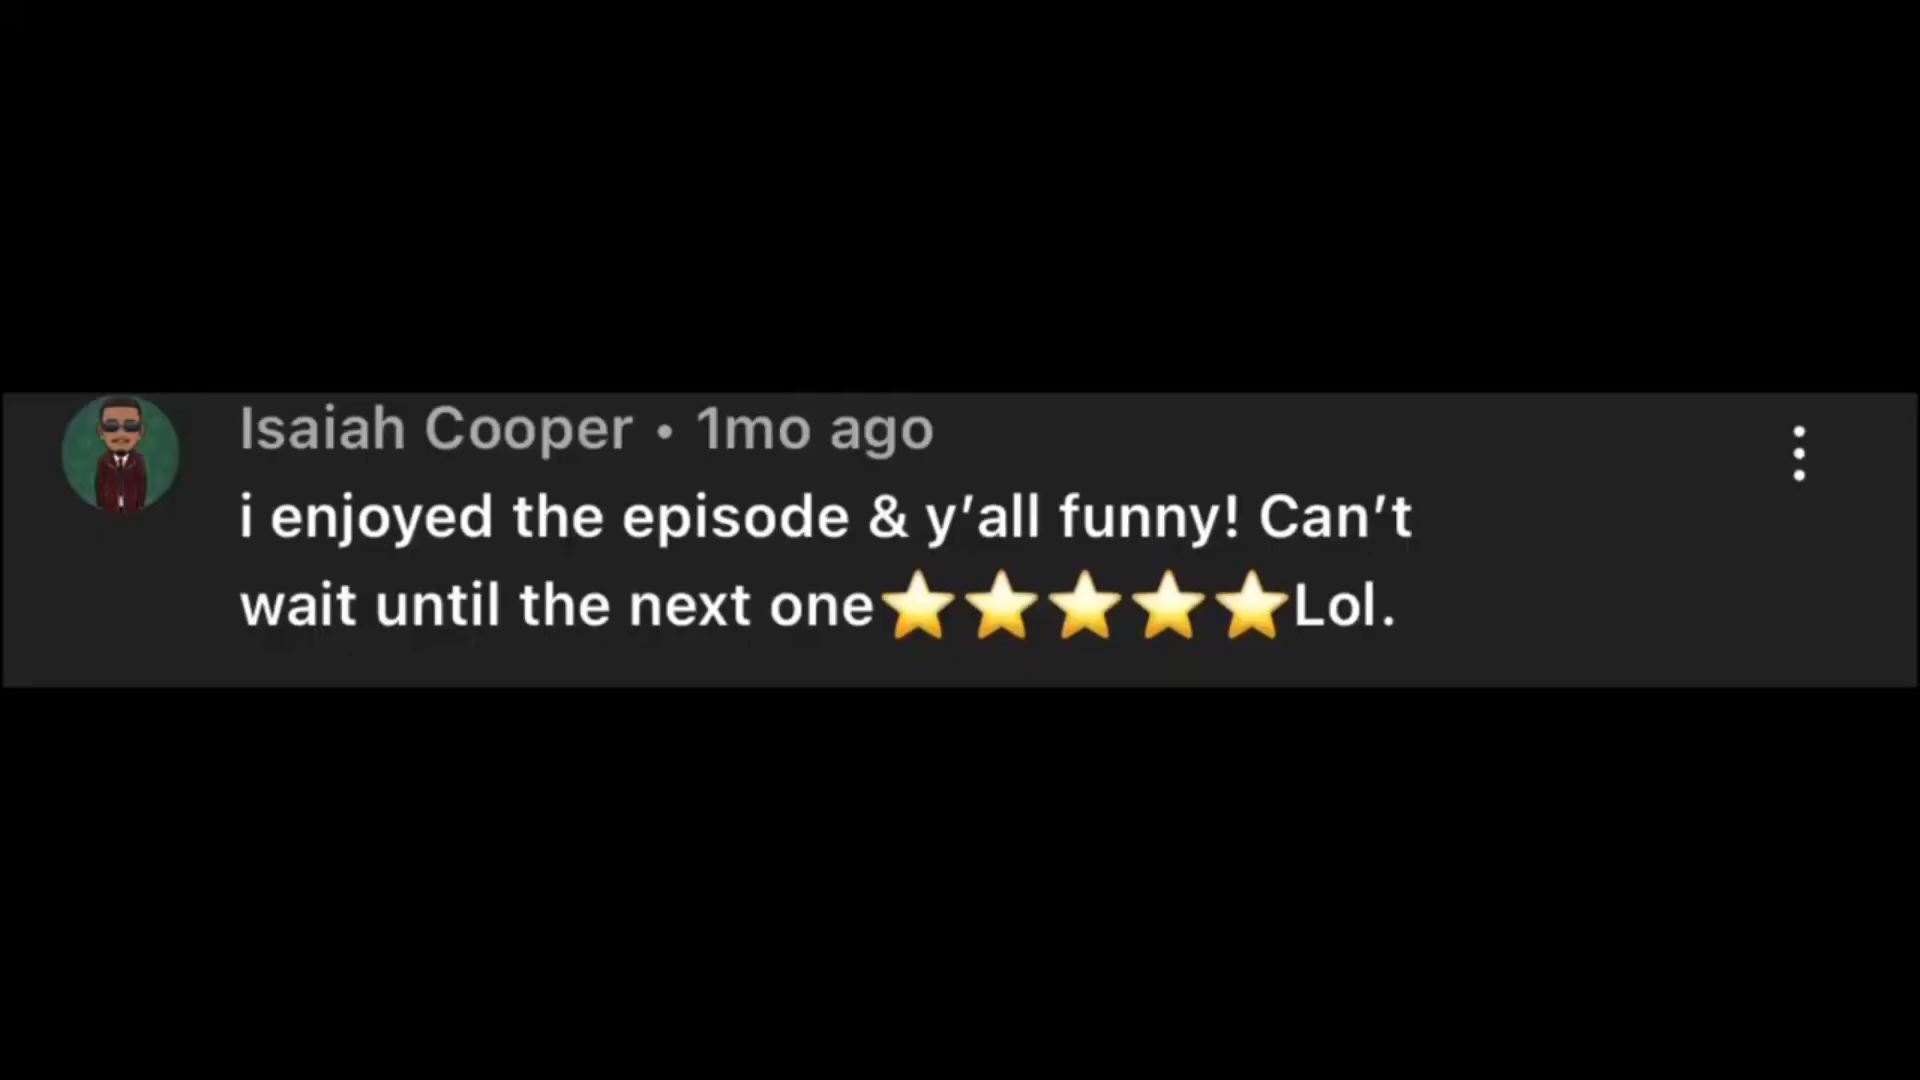 Isaiah Cooper • 1mo ago
i enjoyed the episode & y’all funny! Can’t
wait until the next one⭐⭐⭐⭐⭐Lol.